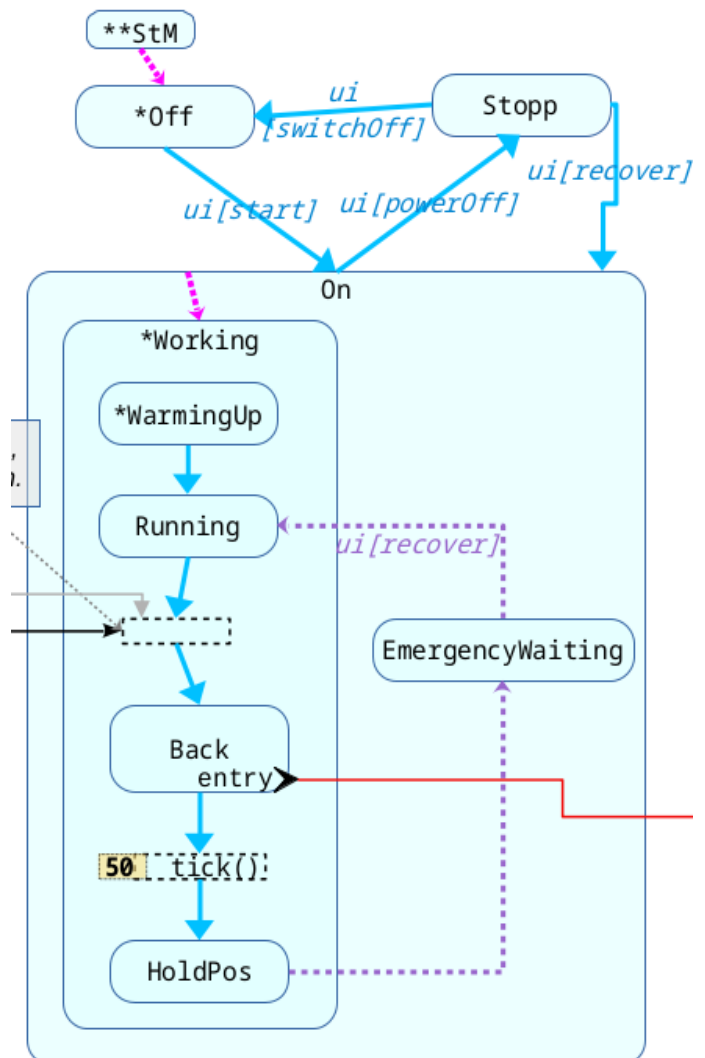 **StM
*Off
ui
[switchOff]
Stopp
ui[recover]
ui[start]
ui[powerOff]
On
*Working
*WarmingUp
,
n.
Running
ui[recover]
EmergencyWaiting
Back
entry
50 tick()
HoldPos